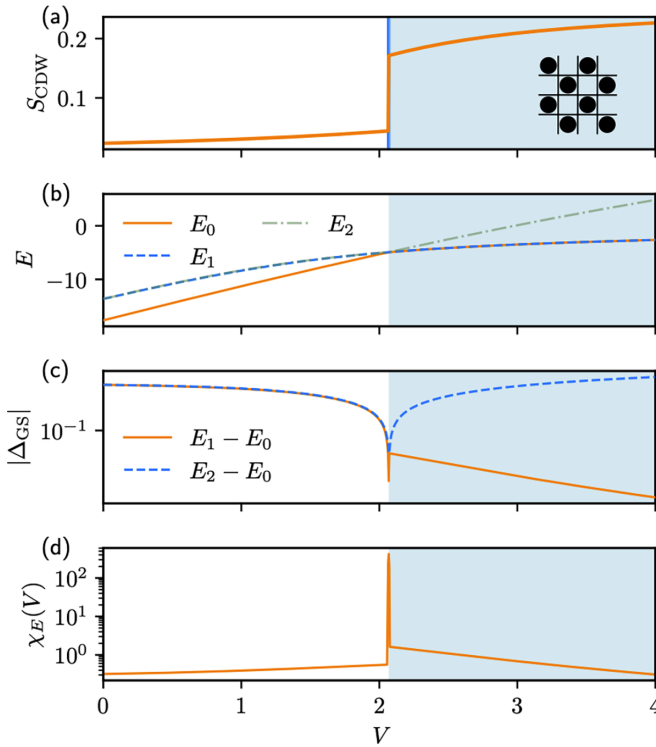 (a)
0.2
0.1
S_CDW
(b)
0
−10
E
E_0
E_1
E_2
(c)
10^−1
|Δ_GS|
E_1 − E_0
E_2 − E_0
(d)
10^2
10^1
10^0
χ_E(V)
0 1 2 3 4
V